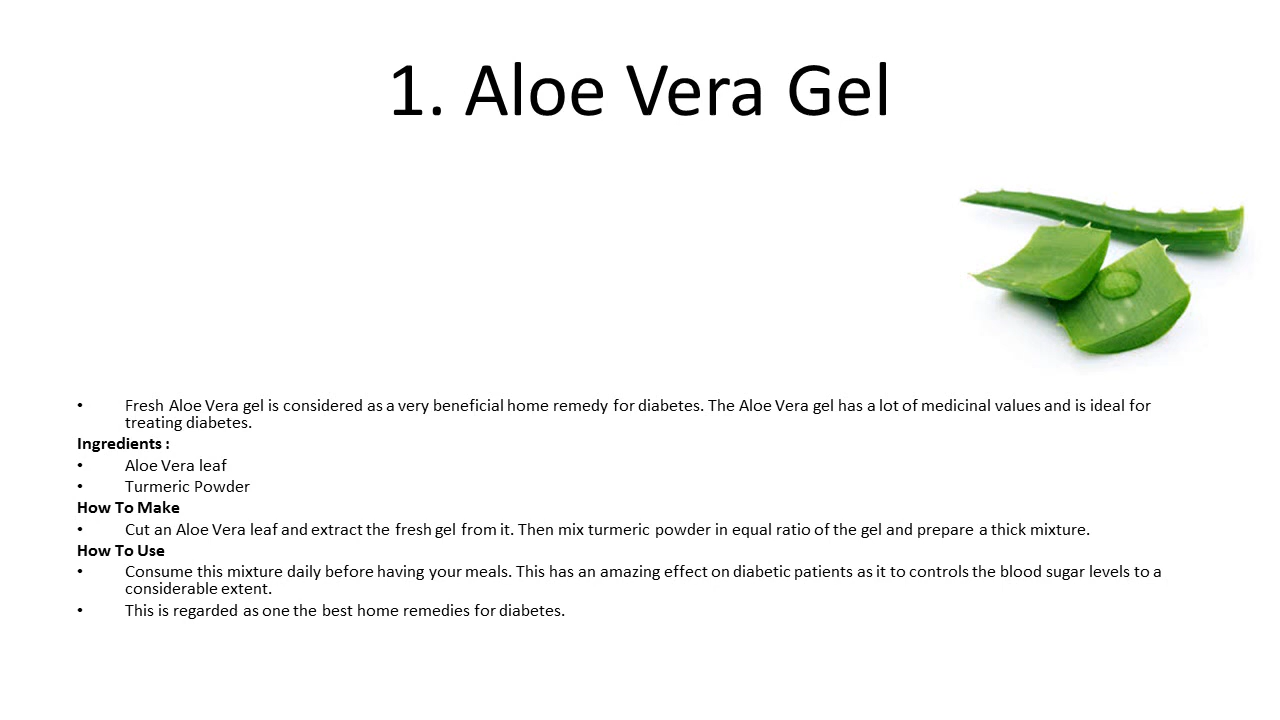 1. Aloe Vera Gel
• Fresh Aloe Vera gel is considered as a very beneficial home remedy for diabetes. The Aloe Vera gel has a lot of medicinal values and is ideal for
treating diabetes.
Ingredients :
• Aloe Vera leaf
• Turmeric Powder
How To Make
• Cut an Aloe Vera leaf and extract the fresh gel from it. Then mix turmeric powder in equal ratio of the gel and prepare a thick mixture.
How To Use
• Consume this mixture daily before having your meals. This has an amazing effect on diabetic patients as it to controls the blood sugar levels to a
considerable extent.
• This is regarded as one the best home remedies for diabetes.